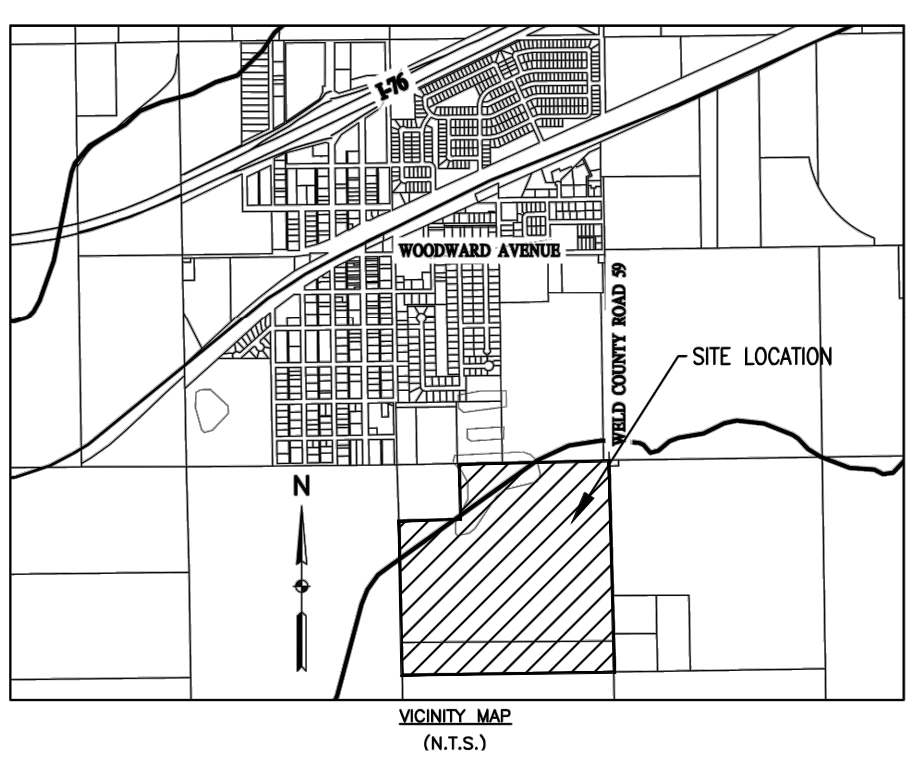 I-76
WOODWARD AVENUE
WELD COUNTY ROAD 59
SITE LOCATION
N
VICINITY MAP
(N.T.S.)